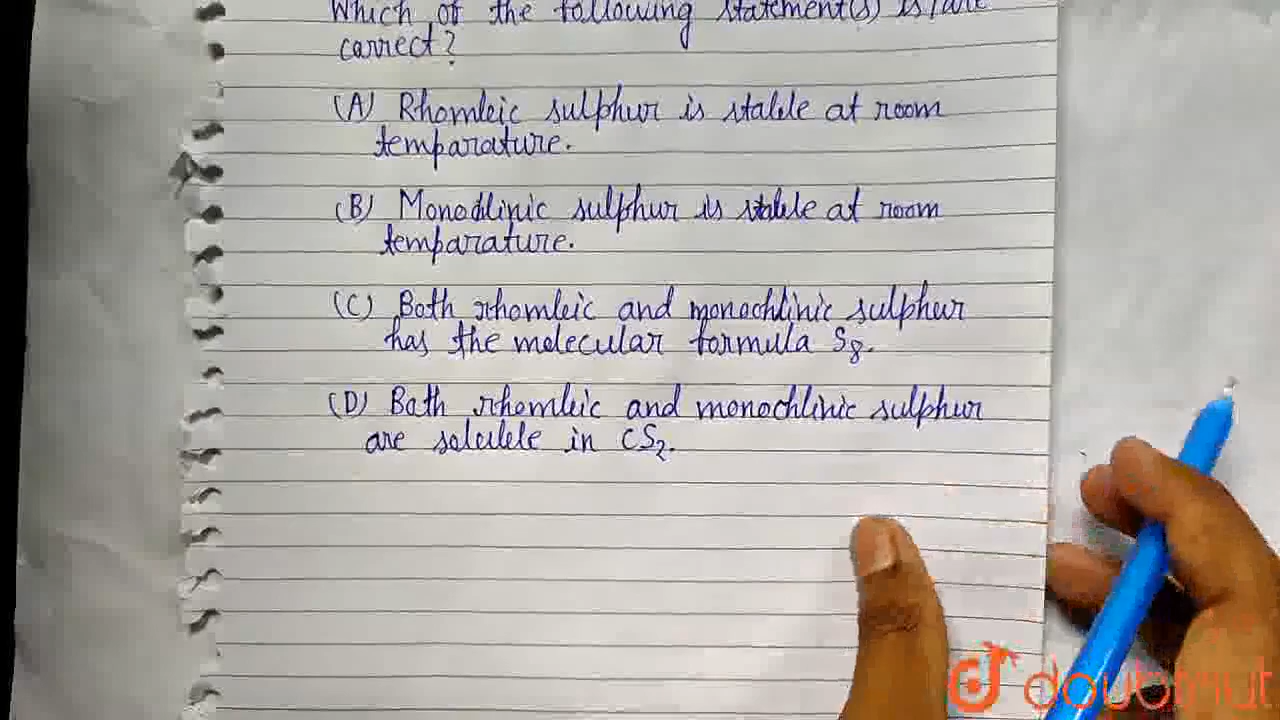 Which of the following statement(s) is/are
carrect?
(A) Rhombic sulphur is stable at room
temparature.
(B) Monoclinic sulphur is stable at room
temparature.
(C) Both rhombic and monochlinic sulphur
has the molecular formula S₈.
(D) Both rhombic and monochlinic sulphur
are soluble in CS₂.
doubtnut